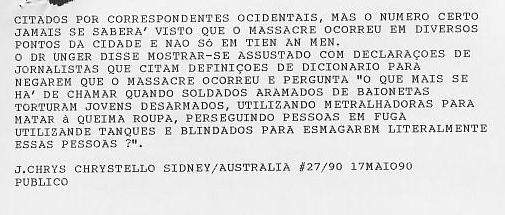 CITADOS POR CORRESPONDENTES OCIDENTAIS, MAS O NUMERO CERTO
JAMAIS SE SABERA’ VISTO QUE O MASSACRE OCORREU EM DIVERSOS
PONTOS DA CIDADE E NAO Só EM TIEN AN MEN.
O DR UNGER DISSE MOSTRAR-SE ASSUSTADO COM DECLARAÇOES DE
JORNALISTAS QUE CITAM DEFINIÇOES DE DICIONARIO PARA
NEGAREM QUE O MASSACRE OCORREU E PERGUNTA "O QUE MAIS SE
HA’ DE CHAMAR QUANDO SOLDADOS ARAMADOS DE BAIONETAS
TORTURAM JOVENS DESARMADOS, UTILIZANDO METRALHADORAS PARA
MATAR à QUEIMA ROUPA, PERSEGUINDO PESSOAS EM FUGA
UTILIZANDE TANQUES E BLINDADOS PARA ESMAGAREM LITERALMENTE
ESSAS PESSOAS ?".
J.CHRYS CHRYSTELLO SIDNEY/AUSTRALIA #27/90 17MAIO90
PUBLICO